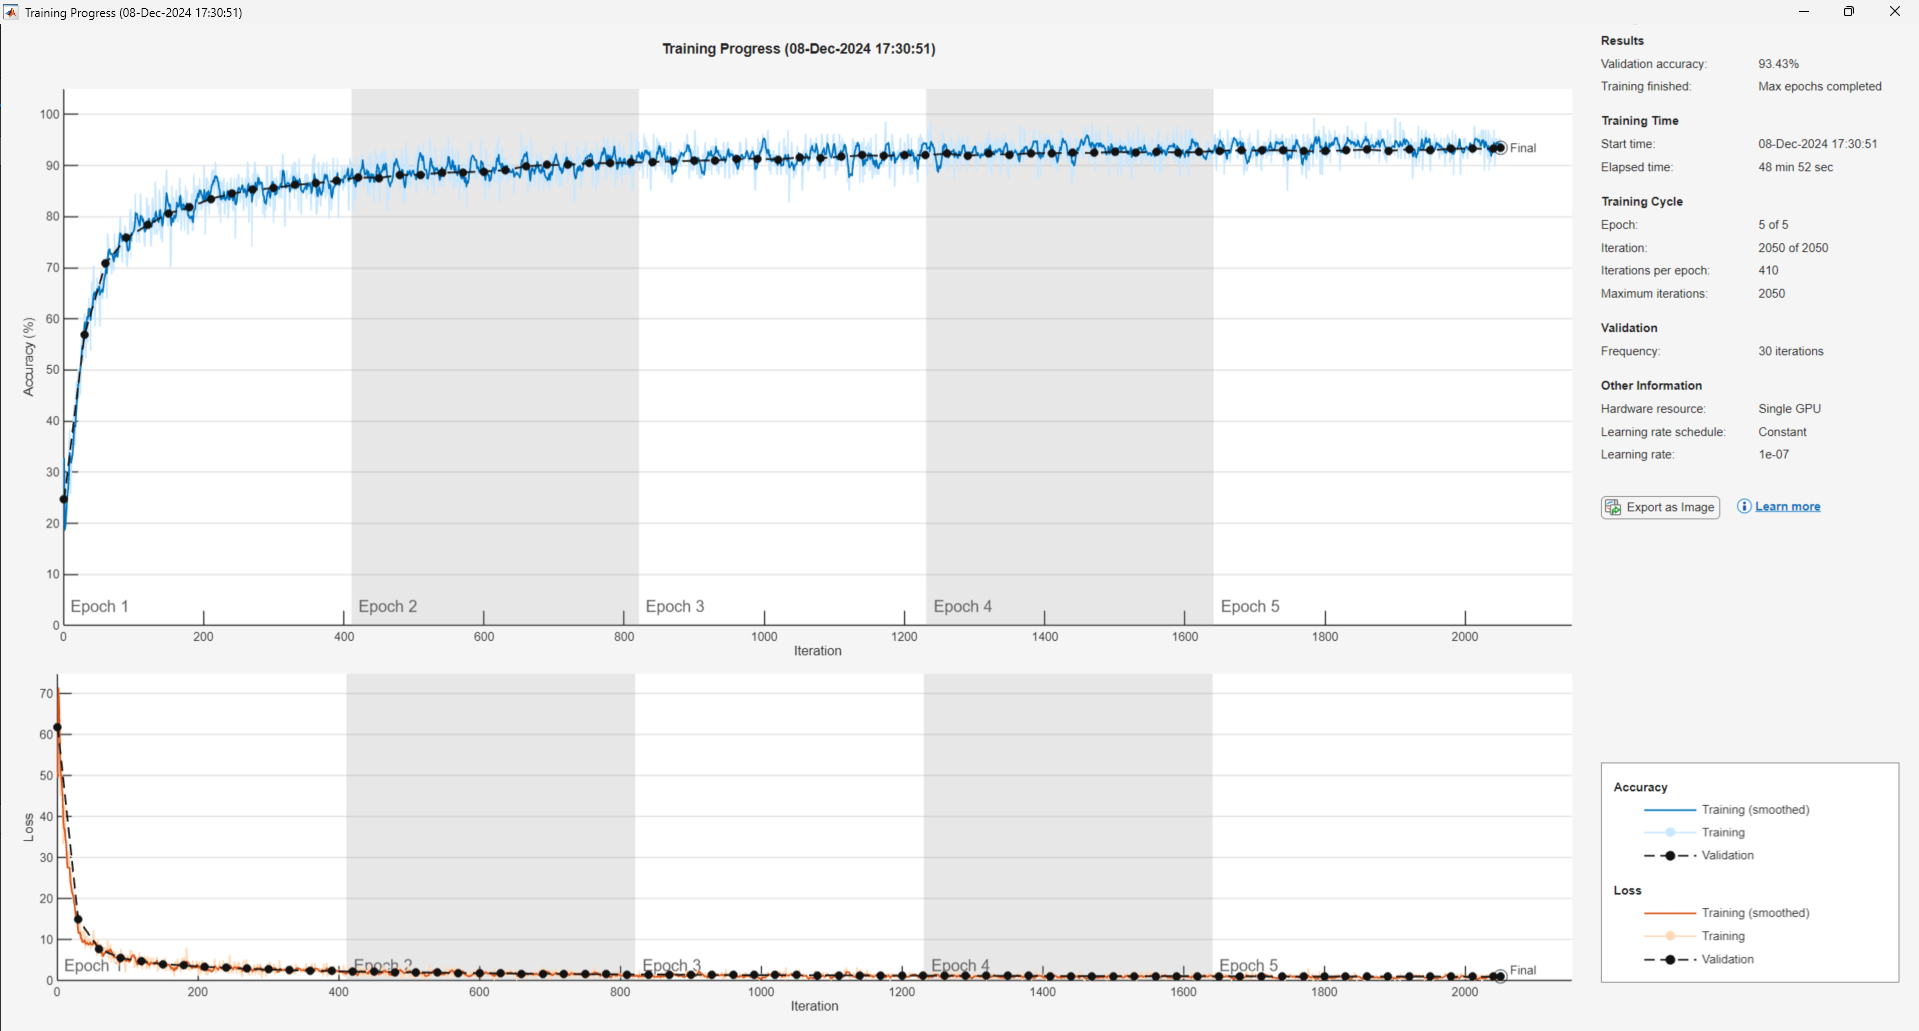 Training Progress (08-Dec-2024 17:30:51)
Training Progress (08-Dec-2024 17:30:51)
100
90
80
70
60
50
40
30
20
10
0
Accuracy (%)
Epoch 1
Epoch 2
Epoch 3
Epoch 4
Epoch 5
Final
0
200
400
600
800
1000
1200
1400
1600
1800
2000
Iteration
70
60
50
40
30
20
10
0
Loss
Epoch 1
Epoch 2
Epoch 3
Epoch 4
Epoch 5
Final
0
200
400
600
800
1000
1200
1400
1600
1800
2000
Iteration
Results
Validation accuracy: 93.43%
Training finished: Max epochs completed
Training Time
Start time: 08-Dec-2024 17:30:51
Elapsed time: 48 min 52 sec
Training Cycle
Epoch: 5 of 5
Iteration: 2050 of 2050
Iterations per epoch: 410
Maximum iterations: 2050
Validation
Frequency: 30 iterations
Other Information
Hardware resource: Single GPU
Learning rate schedule: Constant
Learning rate: 1e-07
Export as Image
Learn more
Accuracy
Training (smoothed)
Training
Validation
Loss
Training (smoothed)
Training
Validation